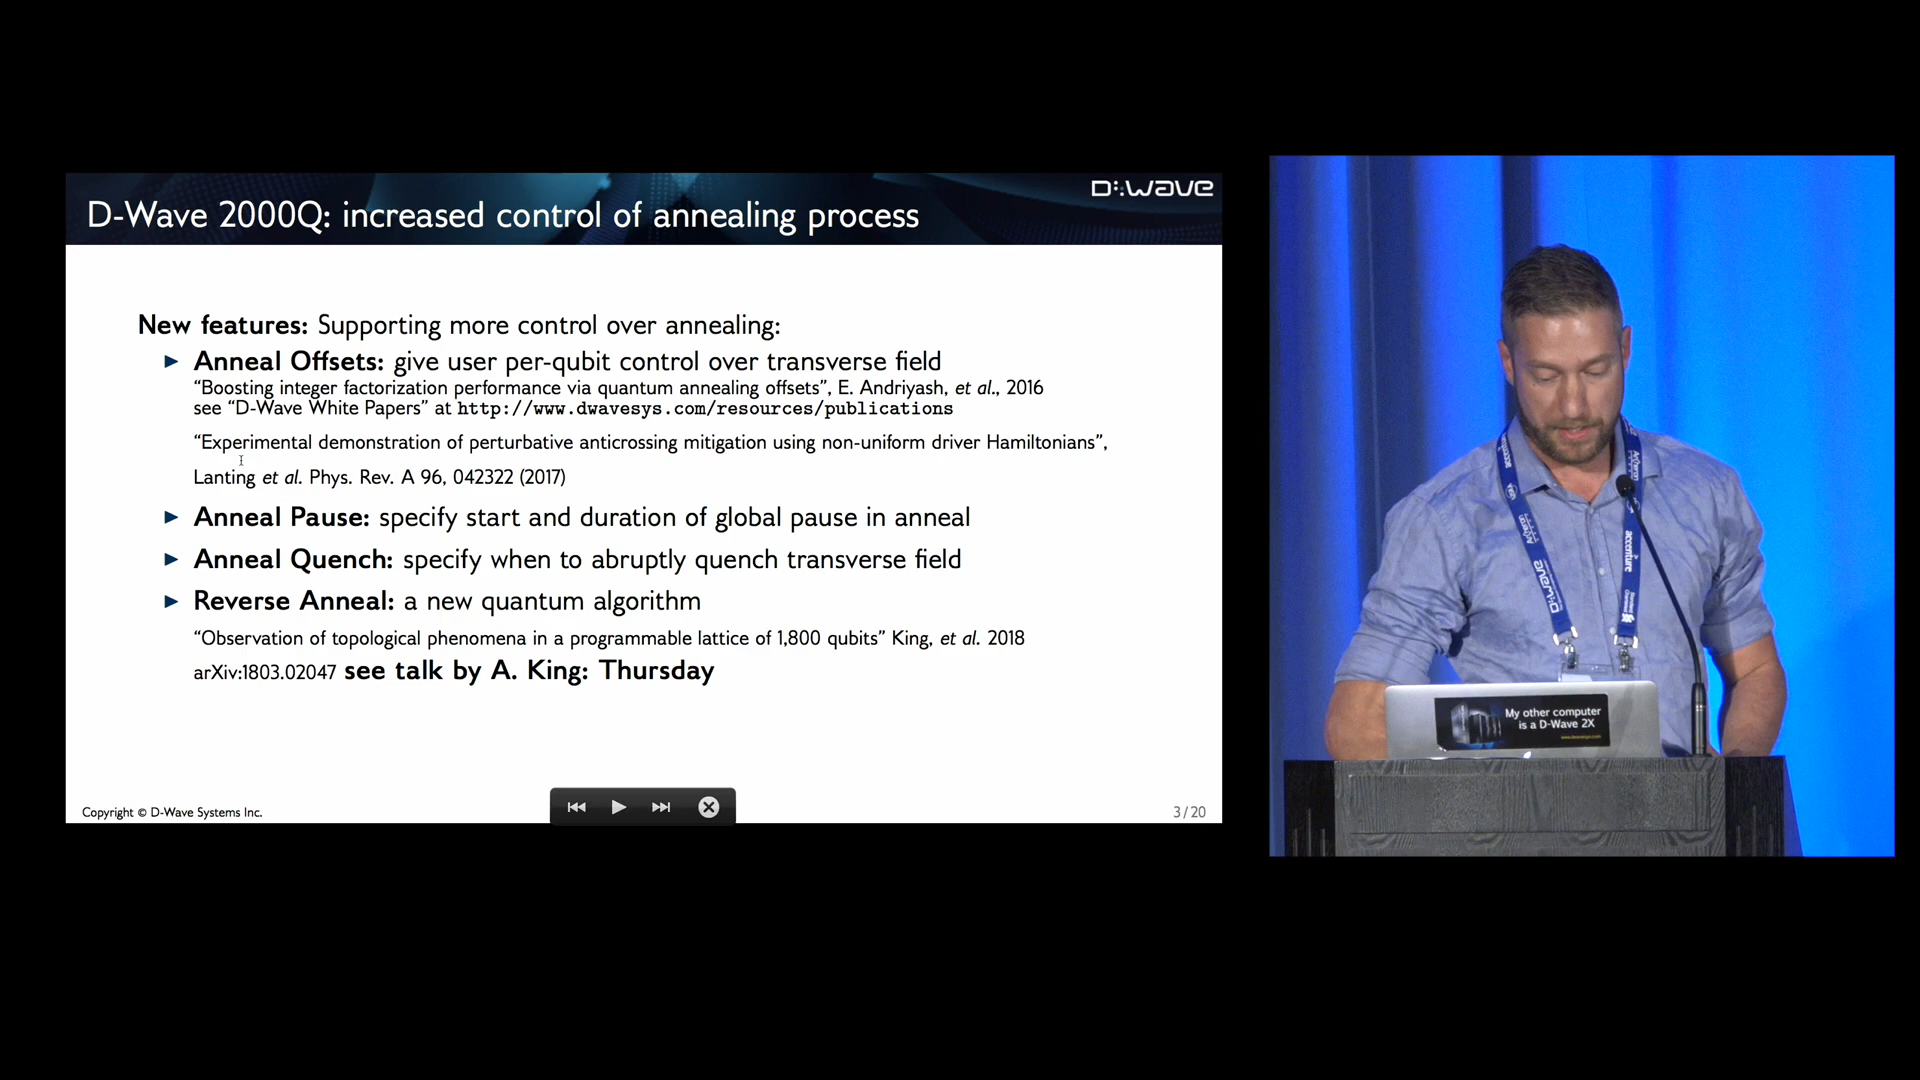 D:Wave
D-Wave 2000Q: increased control of annealing process
New features: Supporting more control over annealing:
► Anneal Offsets: give user per-qubit control over transverse field
“Boosting integer factorization performance via quantum annealing offsets”, E. Andriyash, et al., 2016
see “D-Wave White Papers” at http://www.dwavesys.com/resources/publications
“Experimental demonstration of perturbative anticrossing mitigation using non-uniform driver Hamiltonians”,
Lanting et al. Phys. Rev. A 96, 042322 (2017)
► Anneal Pause: specify start and duration of global pause in anneal
► Anneal Quench: specify when to abruptly quench transverse field
► Reverse Anneal: a new quantum algorithm
“Observation of topological phenomena in a programmable lattice of 1,800 qubits” King, et al. 2018
arXiv:1803.02047 see talk by A. King: Thursday
Copyright © D-Wave Systems Inc.
3/20
accenture
My other computer
is a D-Wave 2X